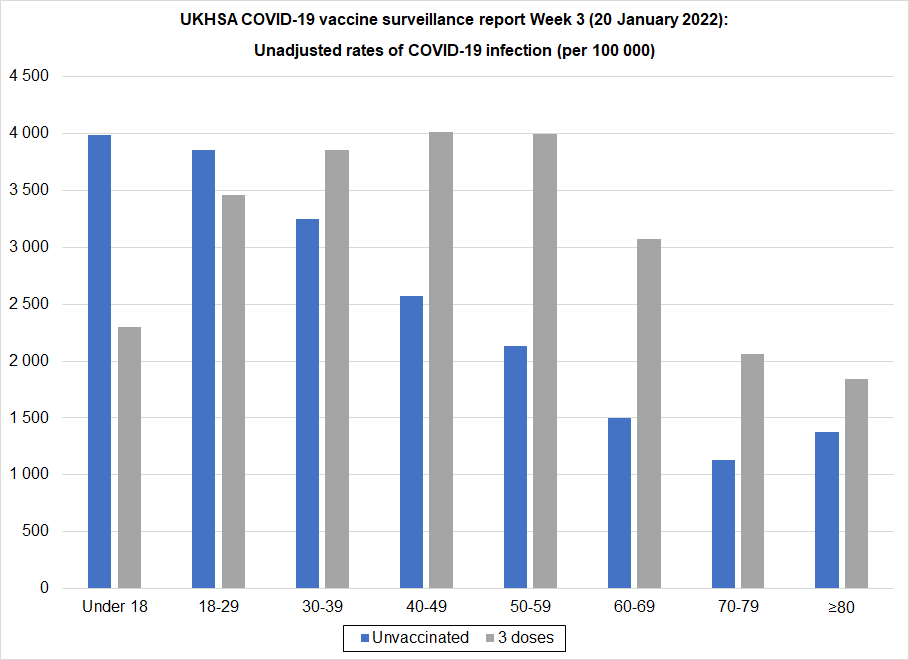 UKHSA COVID-19 vaccine surveillance report Week 3 (20 January 2022):
Unadjusted rates of COVID-19 infection (per 100 000)
4 500
4 000
3 500
3 000
2 500
2 000
1 500
1 000
500
0
Under 18 18-29 30-39 40-49 50-59 60-69 70-79 ≥80
Unvaccinated 3 doses